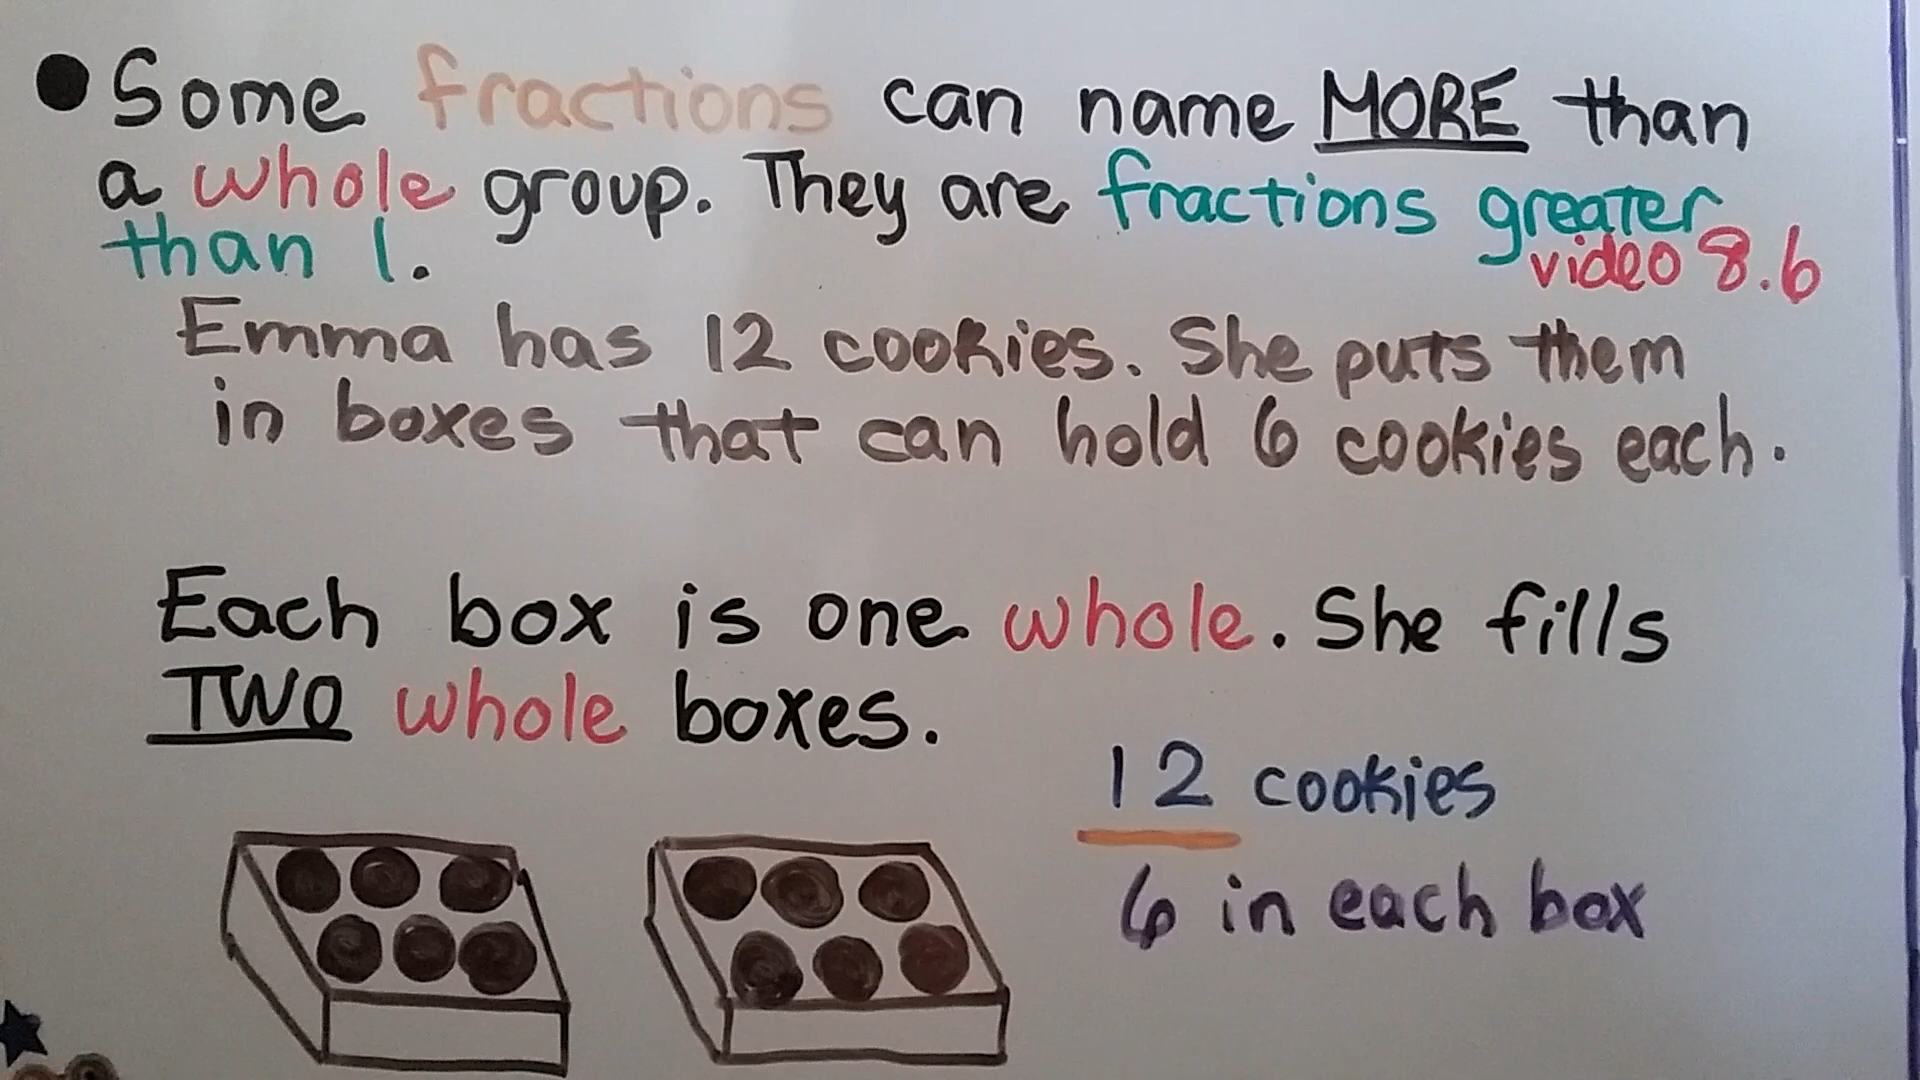 Some fractions can name MORE than
a whole group. They are fractions greater
than 1.
video 8.6
Emma has 12 cookies. She puts them
in boxes that can hold 6 cookies each.
Each box is one whole. She fills
TWO whole boxes.
12 cookies
6 in each box